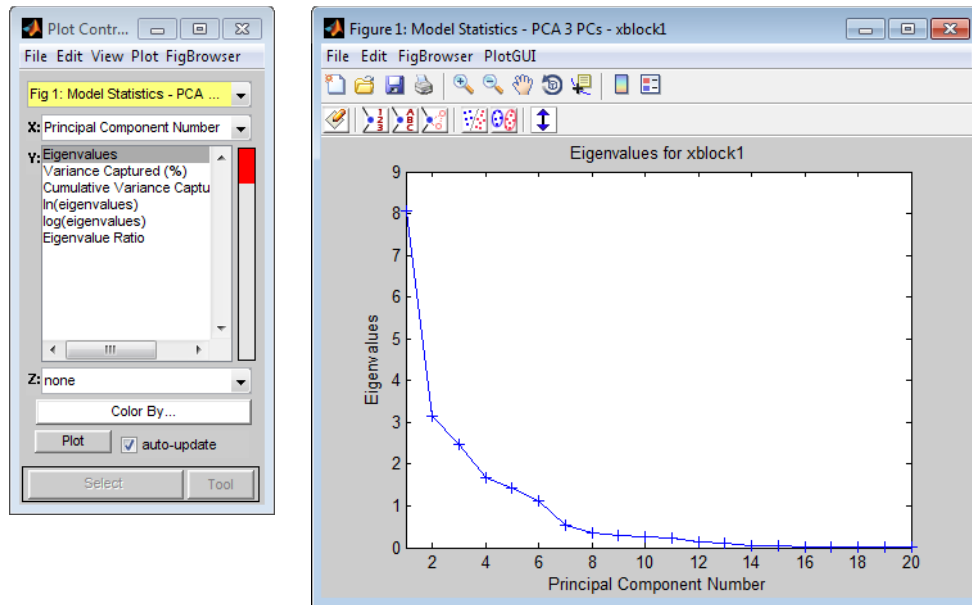 Plot Contr...
File Edit View Plot FigBrowser
Fig 1: Model Statistics - PCA ...
X: Principal Component Number
Y: Eigenvalues
Variance Captured (%)
Cumulative Variance Captu
ln(eigenvalues)
log(eigenvalues)
Eigenvalue Ratio
Z: none
Color By...
Plot auto-update
Select Tool
Figure 1: Model Statistics - PCA 3 PCs - xblock1
File Edit FigBrowser PlotGUI
1 2 3 A B C
Eigenvalues for xblock1
9
8
7
6
5
4
3
2
1
0
Eigenvalues
2 4 6 8 10 12 14 16 18 20
Principal Component Number